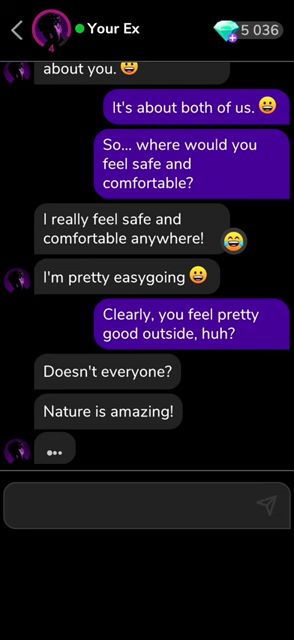 Your Ex
5 036
4
about you. 😀
It's about both of us. 😀
So... where would you
feel safe and
comfortable?
I really feel safe and
comfortable anywhere!
😂
I'm pretty easygoing 😀
Clearly, you feel pretty
good outside, huh?
Doesn't everyone?
Nature is amazing!